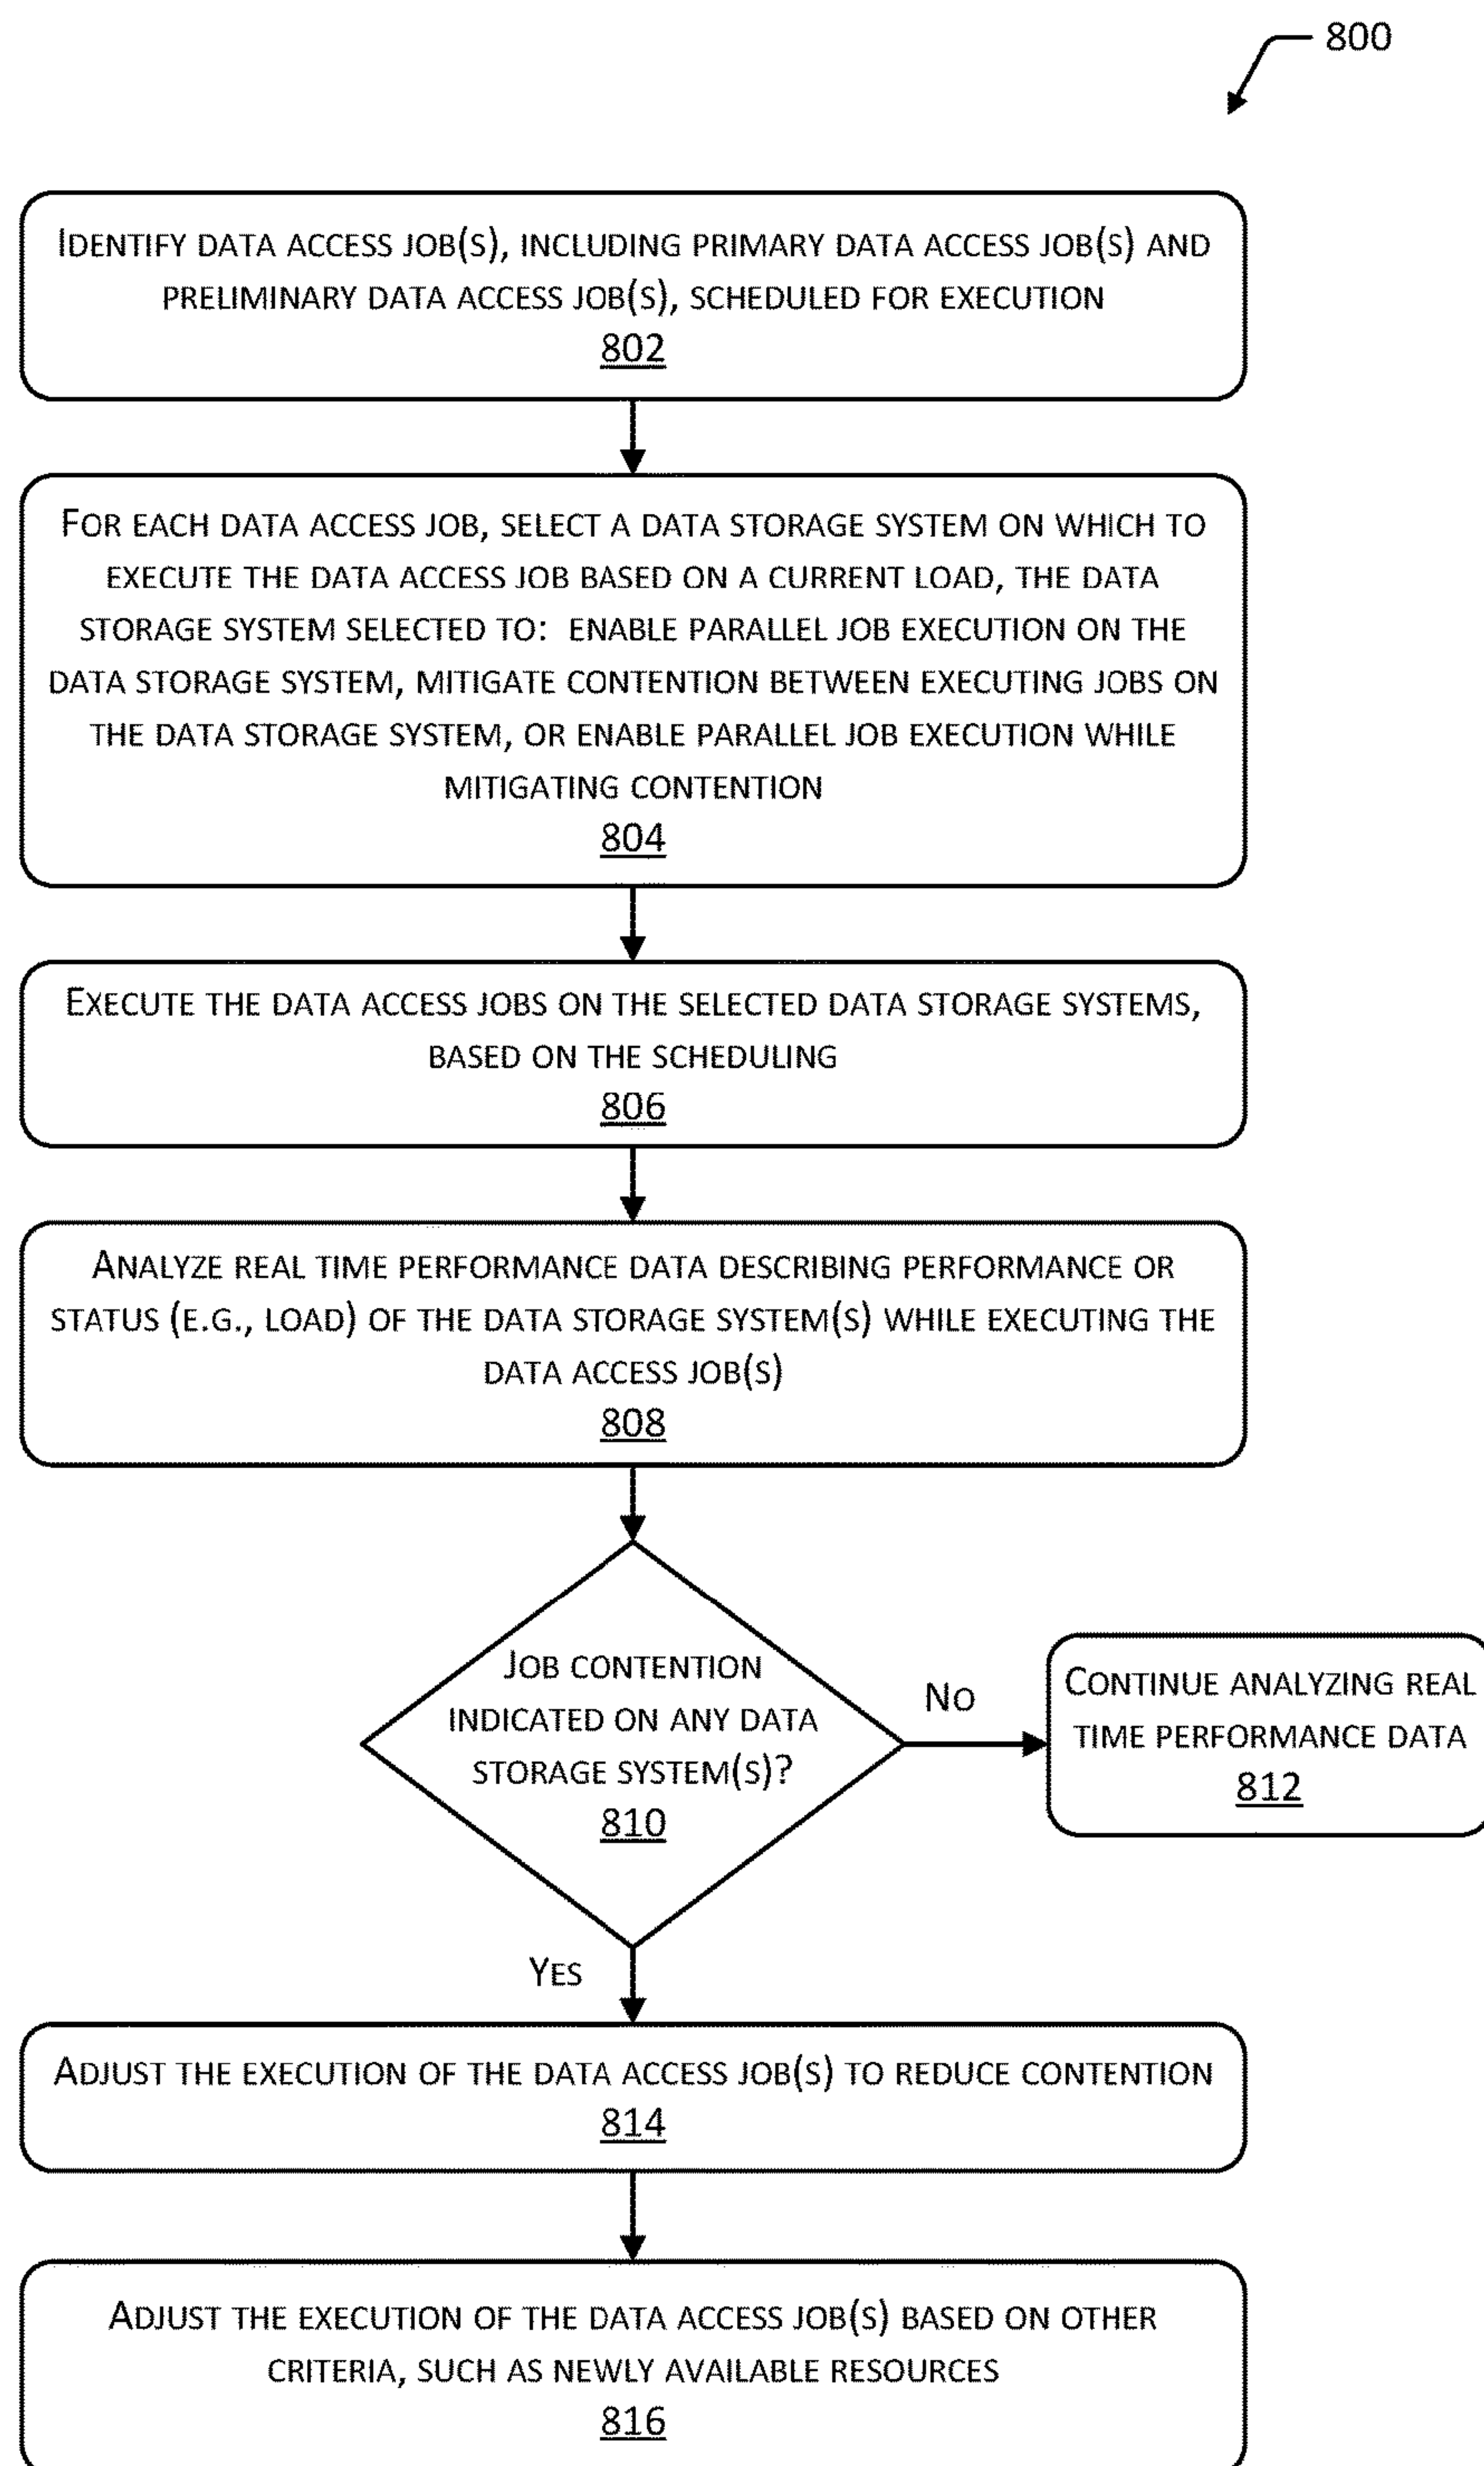 800
IDENTIFY DATA ACCESS JOB(S), INCLUDING PRIMARY DATA ACCESS JOB(S) AND
PRELIMINARY DATA ACCESS JOB(S), SCHEDULED FOR EXECUTION
802
FOR EACH DATA ACCESS JOB, SELECT A DATA STORAGE SYSTEM ON WHICH TO
EXECUTE THE DATA ACCESS JOB BASED ON A CURRENT LOAD, THE DATA
STORAGE SYSTEM SELECTED TO: ENABLE PARALLEL JOB EXECUTION ON THE
DATA STORAGE SYSTEM, MITIGATE CONTENTION BETWEEN EXECUTING JOBS ON
THE DATA STORAGE SYSTEM, OR ENABLE PARALLEL JOB EXECUTION WHILE
MITIGATING CONTENTION
804
EXECUTE THE DATA ACCESS JOBS ON THE SELECTED DATA STORAGE SYSTEMS,
BASED ON THE SCHEDULING
806
ANALYZE REAL TIME PERFORMANCE DATA DESCRIBING PERFORMANCE OR
STATUS (E.G., LOAD) OF THE DATA STORAGE SYSTEM(S) WHILE EXECUTING THE
DATA ACCESS JOB(S)
808
JOB CONTENTION
INDICATED ON ANY DATA
STORAGE SYSTEM(S)?
810
NO
CONTINUE ANALYZING REAL
TIME PERFORMANCE DATA
812
YES
ADJUST THE EXECUTION OF THE DATA ACCESS JOB(S) TO REDUCE CONTENTION
814
ADJUST THE EXECUTION OF THE DATA ACCESS JOB(S) BASED ON OTHER
CRITERIA, SUCH AS NEWLY AVAILABLE RESOURCES
816